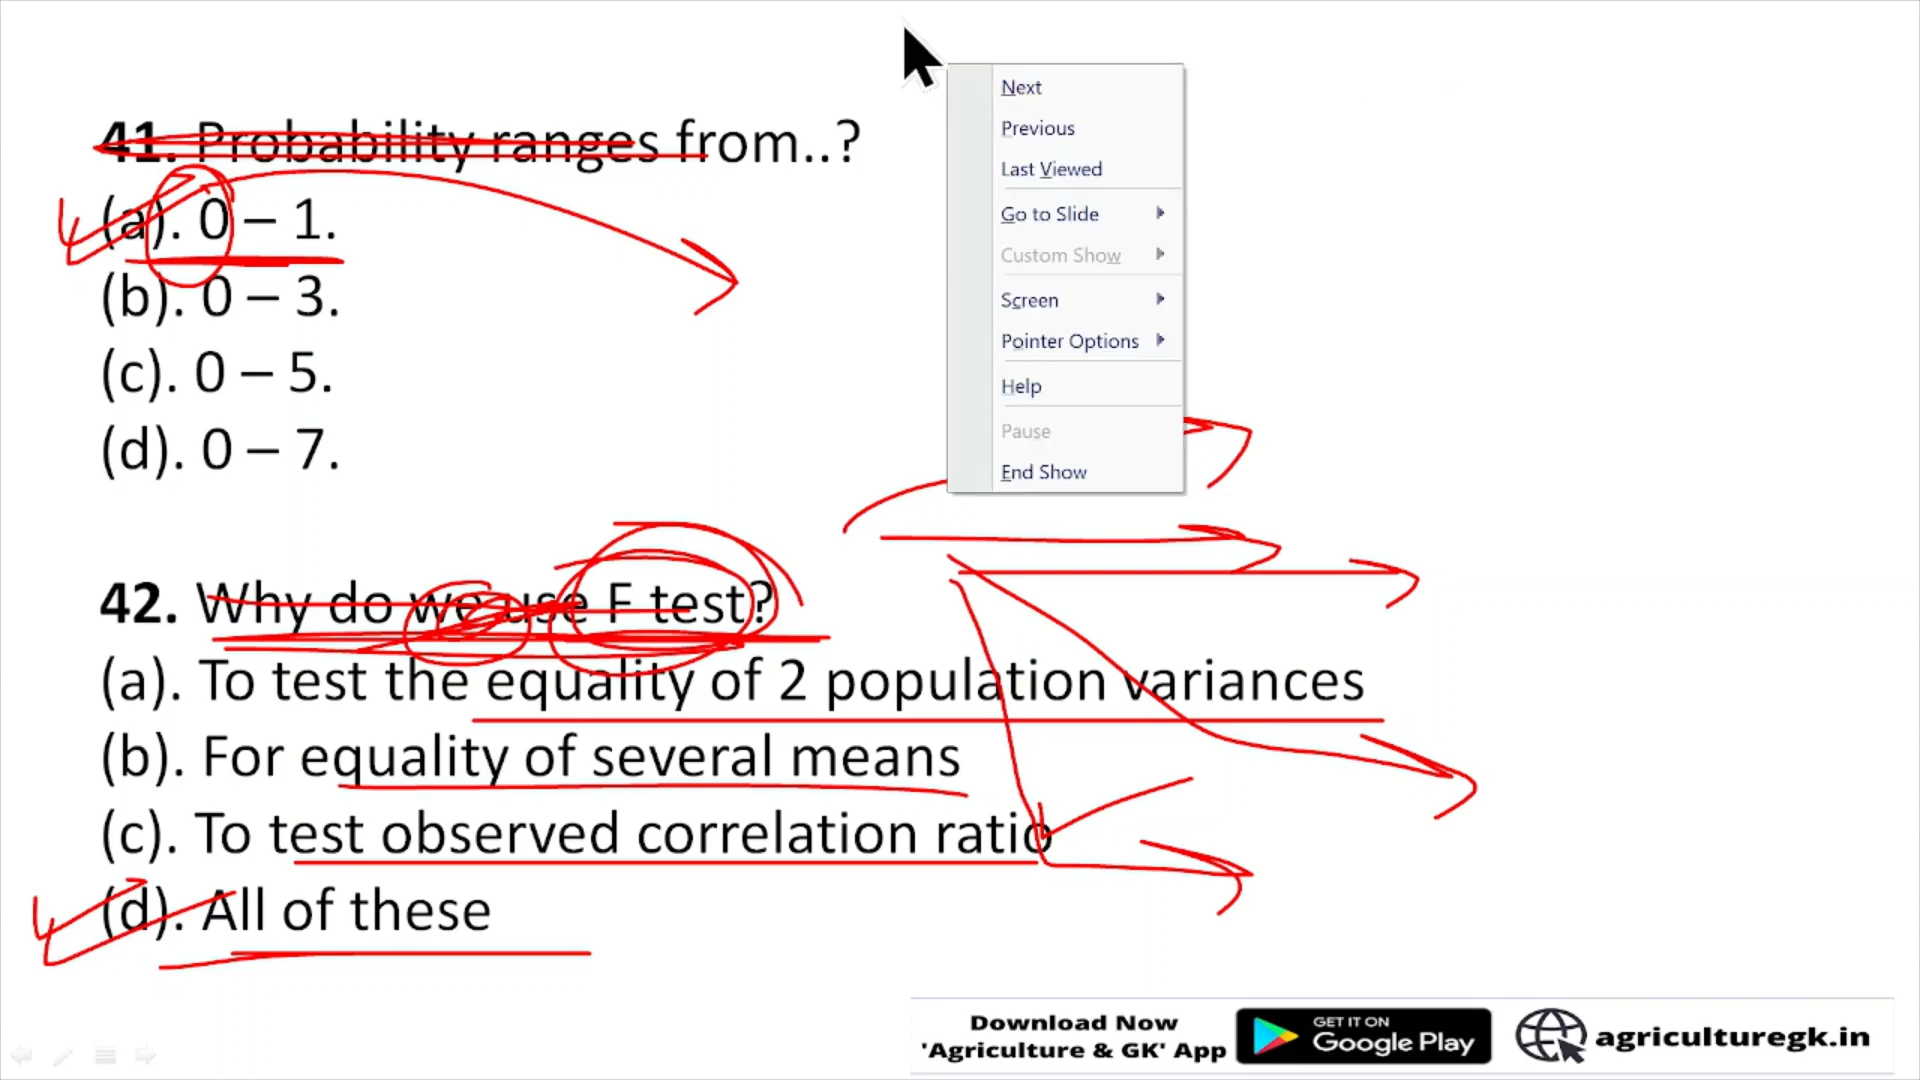 41. Probability ranges from..?
(a). 0 – 1.
(b). 0 – 3.
(c). 0 – 5.
(d). 0 – 7.
Next
Previous
Last Viewed
Go to Slide
Custom Show
Screen
Pointer Options
Help
Pause
End Show
42. Why do we use F test?
(a). To test the equality of 2 population variances
(b). For equality of several means
(c). To test observed correlation ratio
(d). All of these
Download Now
'Agriculture & GK' App
GET IT ON
Google Play
agriculturegk.in